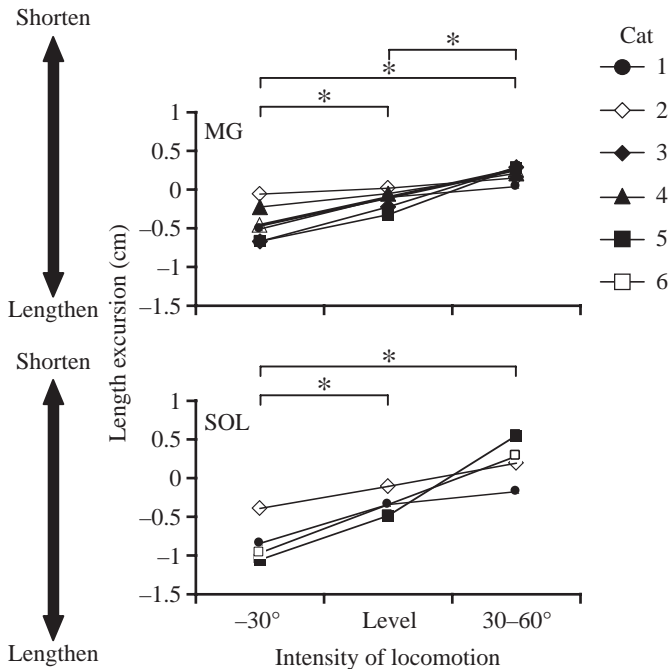 Shorten
Lengthen
Cat
1
2
3
4
5
6
*
*
*
MG
1
0.5
0
–0.5
–1
–1.5
Length excursion (cm)
Shorten
Lengthen
*
*
SOL
1
0.5
0
–0.5
–1
–1.5
–30° Level 30–60°
Intensity of locomotion